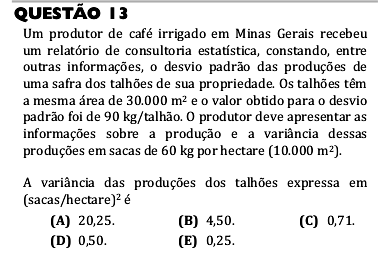 QUESTÃO 13
Um produtor de café irrigado em Minas Gerais recebeu
um relatório de consultoria estatística, constando, entre
outras informações, o desvio padrão das produções de
uma safra dos talhões de sua propriedade. Os talhões têm
a mesma área de 30.000 m² e o valor obtido para o desvio
padrão foi de 90 kg/talhão. O produtor deve apresentar as
informações sobre a produção e a variância dessas
produções em sacas de 60 kg por hectare (10.000 m²).
A variância das produções dos talhões expressa em
(sacas/hectare)² é
(A) 20,25. (B) 4,50. (C) 0,71.
(D) 0,50. (E) 0,25.